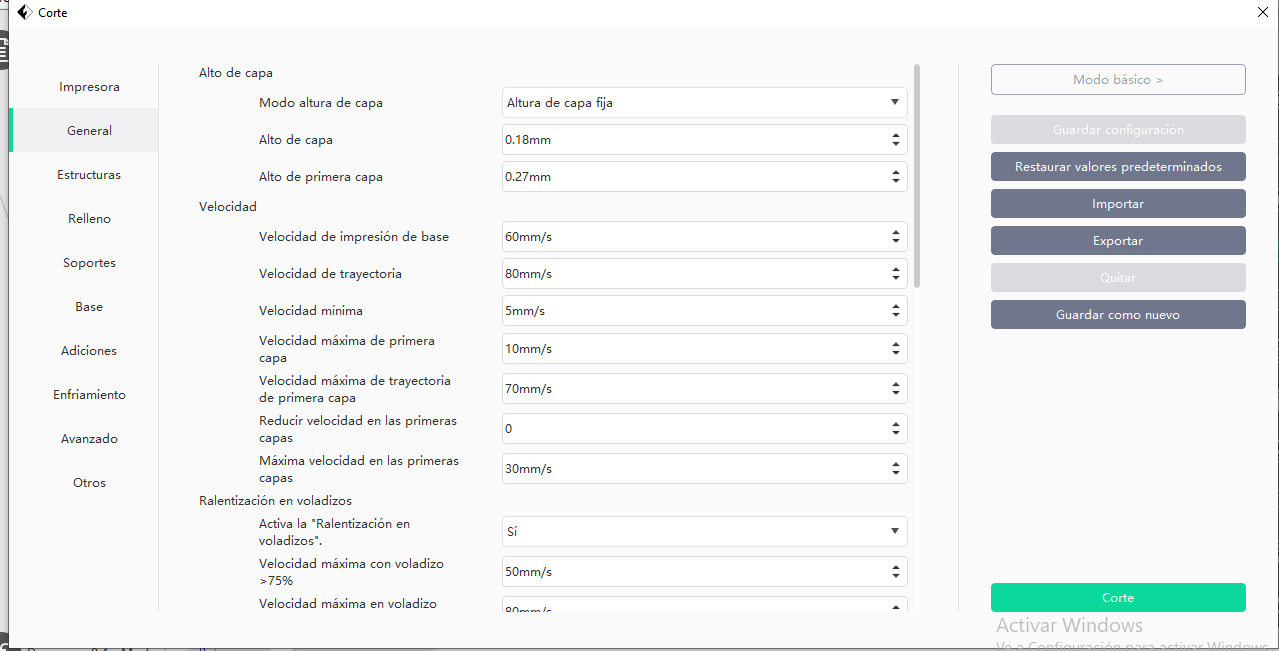 Corte
Impresora
General
Estructuras
Relleno
Soportes
Base
Adiciones
Enfriamiento
Avanzado
Otros
Alto de capa
Modo altura de capa
Altura de capa fija
Alto de capa
0.18mm
Alto de primera capa
0.27mm
Velocidad
Velocidad de impresión de base
60mm/s
Velocidad de trayectoria
80mm/s
Velocidad mínima
5mm/s
Velocidad máxima de primera
capa
10mm/s
Velocidad máxima de trayectoria
de primera capa
70mm/s
Reducir velocidad en las primeras
capas
0
Máxima velocidad en las primeras
capas
30mm/s
Ralentización en voladizos
Activa la "Ralentización en
voladizos".
Sí
Velocidad máxima con voladizo
>75%
50mm/s
Velocidad máxima en voladizo
80mm/s
Modo básico >
Guardar configuración
Restaurar valores predeterminados
Importar
Exportar
Quitar
Guardar como nuevo
Corte
Activar Windows
Ve a Configuración para activar Windows.